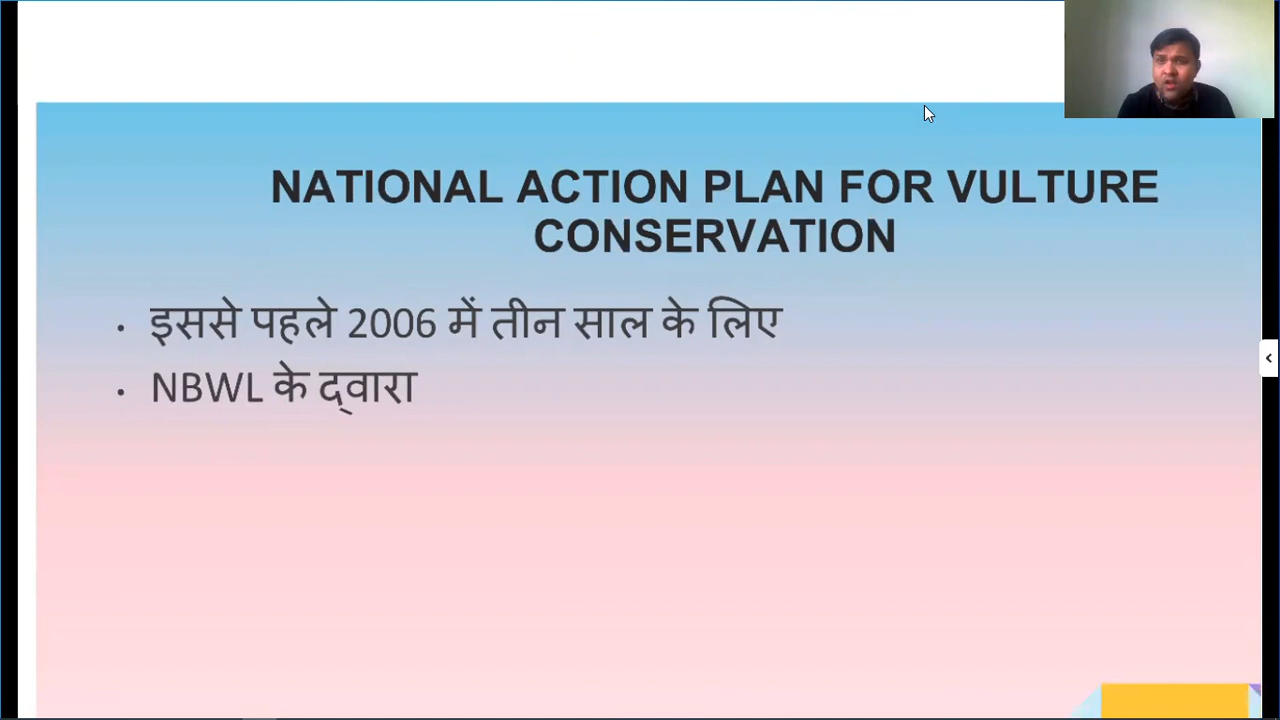 NATIONAL ACTION PLAN FOR VULTURE
CONSERVATION
• इससे पहले 2006 में तीन साल के लिए
• NBWL के द्वारा